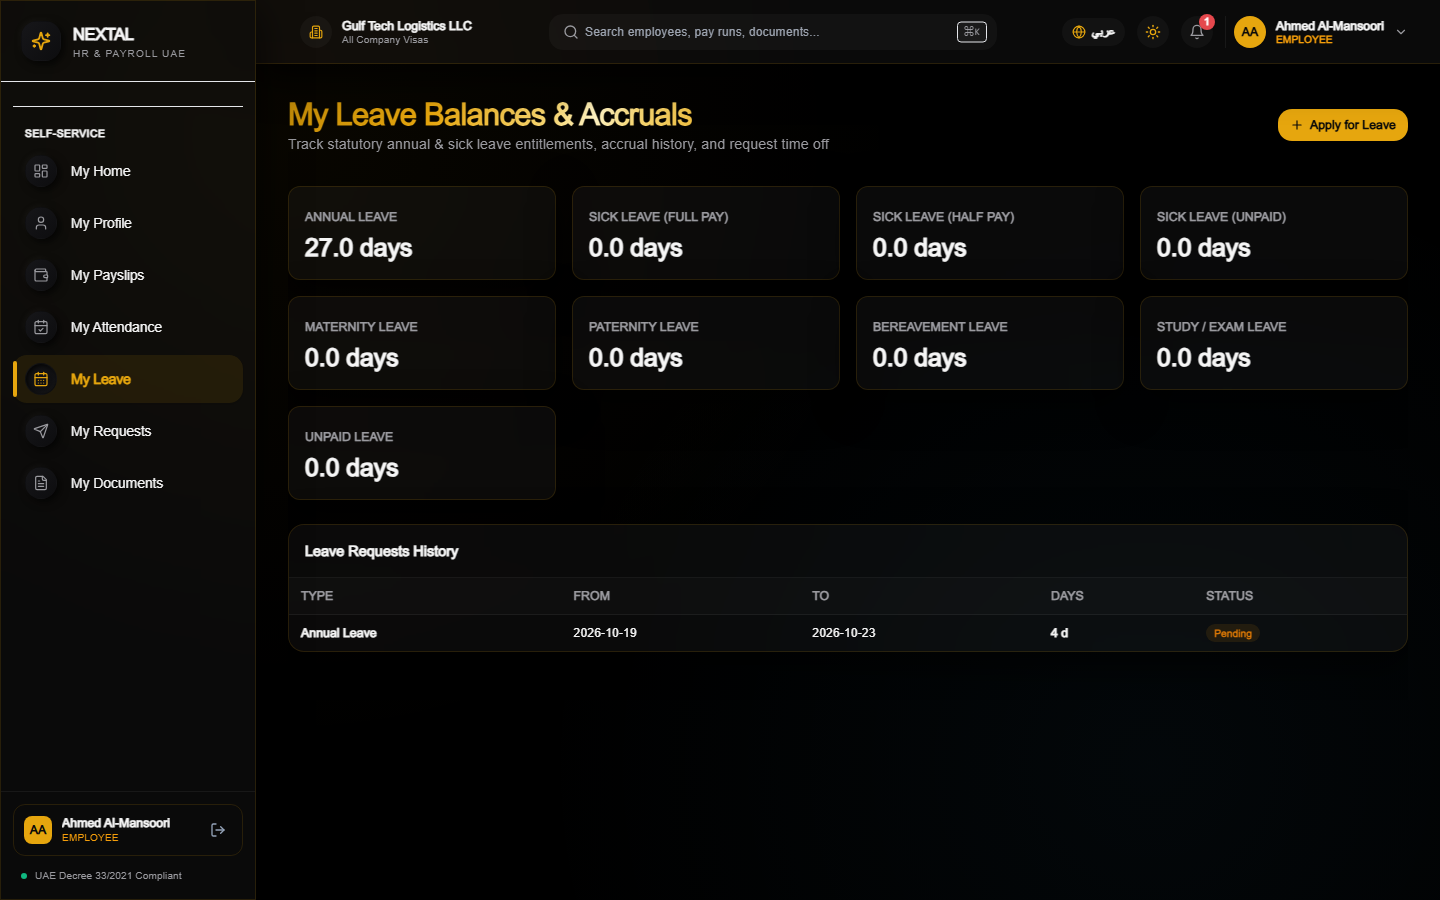 NEXTAL
HR & PAYROLL UAE
Gulf Tech Logistics LLC
All Company Visas
Search employees, pay runs, documents...
⌘K
عربي
1
AA
Ahmed Al-Mansoori
EMPLOYEE
SELF-SERVICE
My Home
My Profile
My Payslips
My Attendance
My Leave
My Requests
My Documents
AA
Ahmed Al-Mansoori
EMPLOYEE
UAE Decree 33/2021 Compliant
My Leave Balances & Accruals
Track statutory annual & sick leave entitlements, accrual history, and request time off
Apply for Leave
ANNUAL LEAVE
27.0 days
SICK LEAVE (FULL PAY)
0.0 days
SICK LEAVE (HALF PAY)
0.0 days
SICK LEAVE (UNPAID)
0.0 days
MATERNITY LEAVE
0.0 days
PATERNITY LEAVE
0.0 days
BEREAVEMENT LEAVE
0.0 days
STUDY / EXAM LEAVE
0.0 days
UNPAID LEAVE
0.0 days
Leave Requests History
TYPE FROM TO DAYS STATUS
Annual Leave 2026-10-19 2026-10-23 4 d Pending